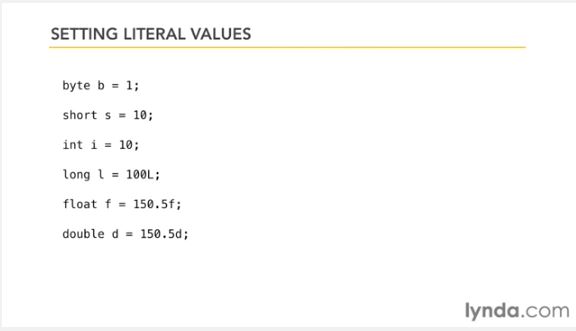 SETTING LITERAL VALUES
byte b = 1;
short s = 10;
int i = 10;
long l = 100L;
float f = 150.5f;
double d = 150.5d;
lynda.com